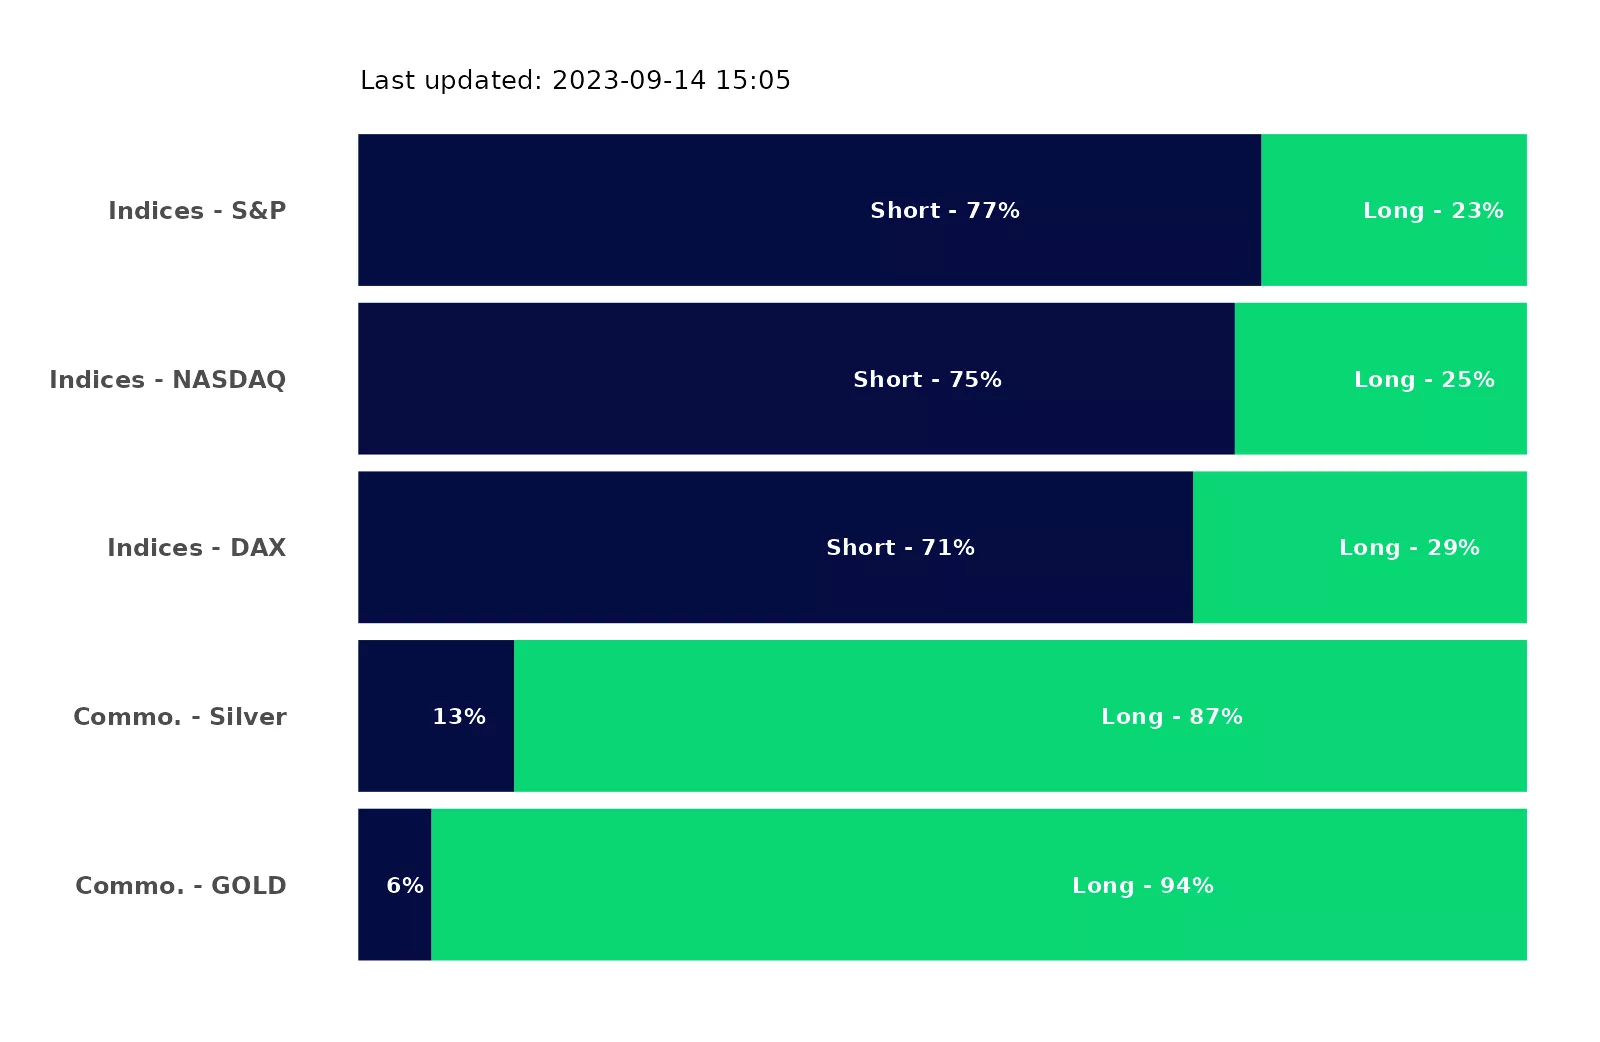 Last updated: 2023-09-14 15:05
Indices - S&P Short - 77% Long - 23%
Indices - NASDAQ Short - 75% Long - 25%
Indices - DAX Short - 71% Long - 29%
Commo. - Silver 13% Long - 87%
Commo. - GOLD 6% Long - 94%